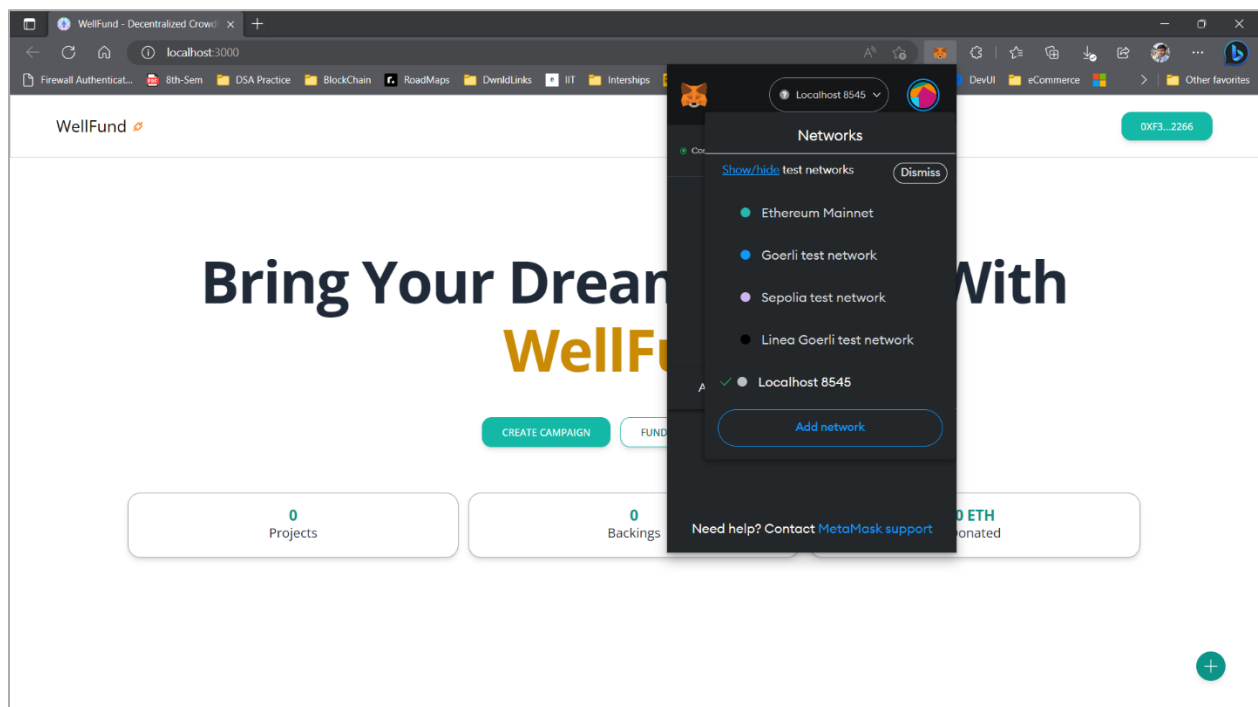 WellFund - Decentralized Crowd
localhost:3000
Firewall Authenticat... 8th-Sem DSA Practice BlockChain RoadMaps DwnldLinks IIT Interships DevUI eCommerce Other favorites
Localhost 8545
WellFund
0XF3...2266
Networks
Show/hide test networks Dismiss
Ethereum Mainnet
Goerli test network
Sepolia test network
Linea Goerli test network
Localhost 8545
Add network
Bring Your Drea With
WellFu
CREATE CAMPAIGN FUND
0 Projects
0 Backings
0 ETH
onated
Need help? Contact MetaMask support